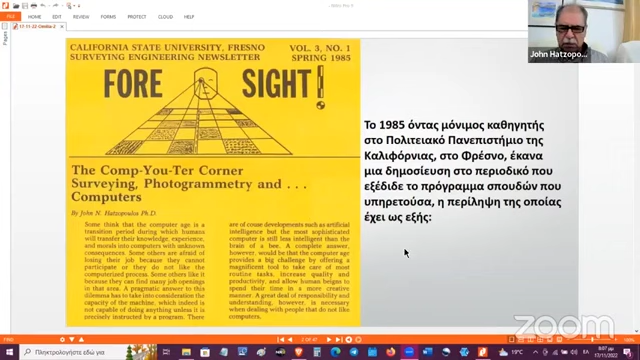 FILE
HOME
EDIT
REVIEW
FORMS
PROTECT
CLOUD
HELP
Pages
John Hatzopo...
CALIFORNIA STATE UNIVERSITY, FRESNO
SURVEYING ENGINEERING NEWSLETTER
VOL. 3, NO. 1
SPRING 1985
FORE SIGHT!
The Comp-You-Ter Corner
Surveying, Photogrammetry and . . .
Computers
By John N. Hatzopoulos Ph.D.
Some think that the computer age is a
transition period during which humans
will transfer their knowledge, experience,
and morals into computers with unknown
consequences. Some others are afraid of
losing their job because they cannot
participate or they do not like the
computerized process. Some others like it
because they can find many job openings
in that area. A pragmatic answer to this
dilemma has to take into consideration the
capacity of the machine, which indeed is
not capable of doing anything unless it is
precisely instructed by a program. There
are of couse developments such as artificial
intelligence but the most sophisticated
computer is still less intelligent than the
brain of a bee. A complete answer,
however, would be that the computer age
provides a big challenge by offering a
magnificent tool to take care of most
routine tasks, increase quality and
productivity, and allow human beigns to
spend their time in a more creative
manner. A great deal of responsibility and
understanding, however, is necessary
when dealing with people that do not like
computers.
Το 1985 όντας μόνιμος καθηγητής
στο Πολιτειακό Πανεπιστήμιο της
Καλιφόρνιας, στο Φρέσνο, έκανα
μια δημοσίευση στο περιοδικό που
εξέδιδε το πρόγραμμα σπουδών που
υπηρετούσα, η περίληψη της οποίας
έχει ως εξής:
zoom
Πληκτρολογήστε εδώ για
19°C
17/11/2022